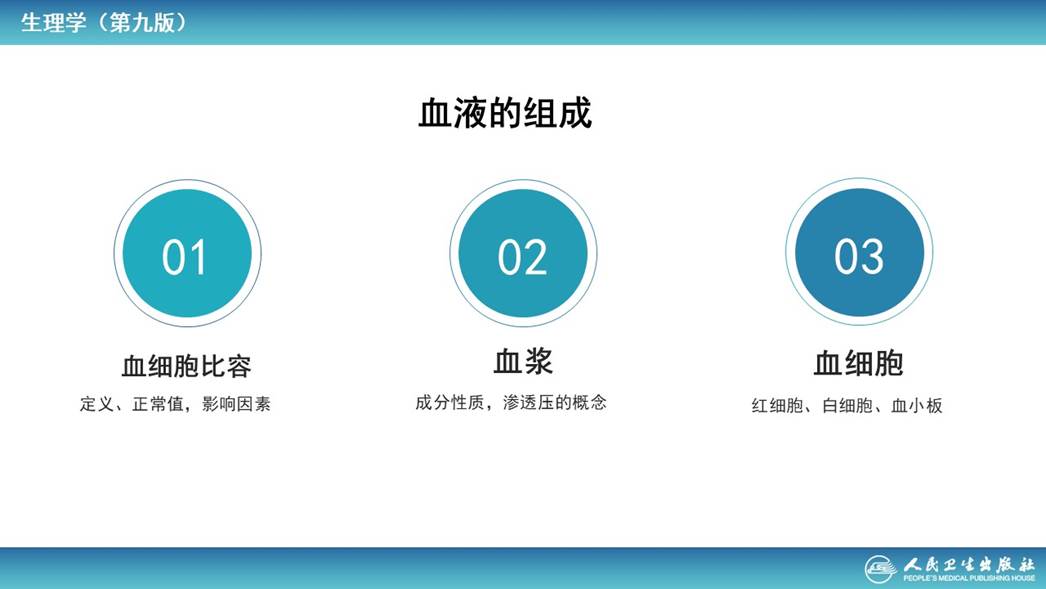 生理学（第九版）
血液的组成
01
02
03
血细胞比容
血浆
血细胞
定义、正常值，影响因素
成分性质，渗透压的概念
红细胞、白细胞、血小板
人民卫生出版社
PEOPLE'S MEDICAL PUBLISHING HOUSE